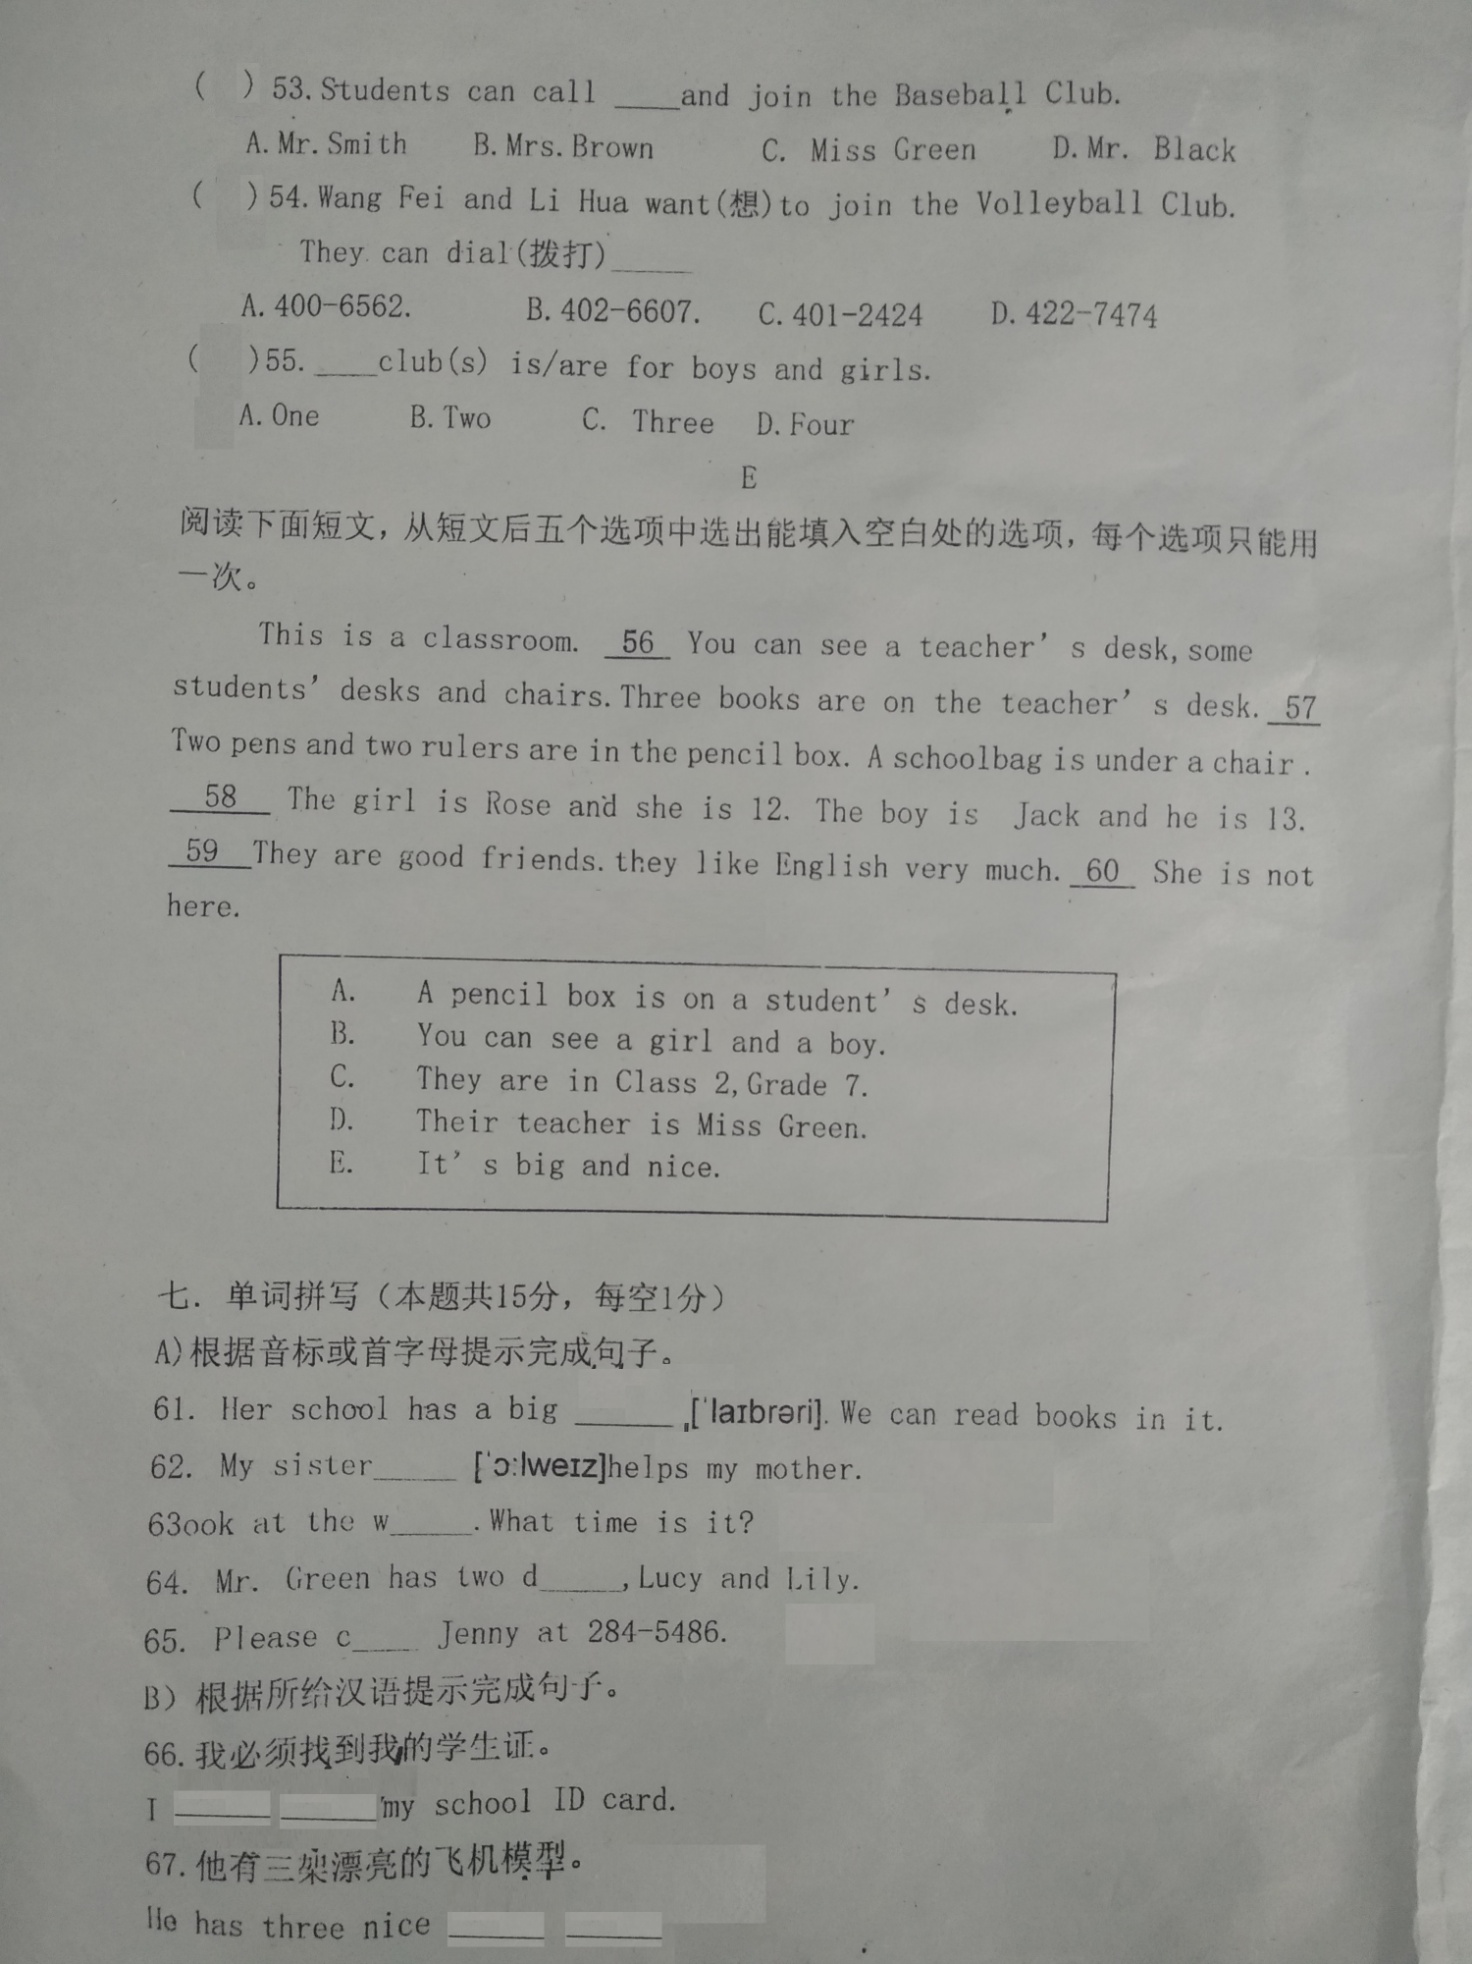 ( ) 53. Students can call ____and join the Baseball Club.
A. Mr. Smith B. Mrs. Brown C. Miss Green D. Mr. Black
( ) 54. Wang Fei and Li Hua want(想)to join the Volleyball Club.
They can dial(拨打)_____
A. 400-6562. B. 402-6607. C. 401-2424 D. 422-7474
( )55. ____club(s) is/are for boys and girls.
A. One B. Two C. Three D. Four
E
阅读下面短文，从短文后五个选项中选出能填入空白处的选项，每个选项只能用
一次。
This is a classroom. 56 You can see a teacher’s desk, some
students’ desks and chairs. Three books are on the teacher’s desk. 57
Two pens and two rulers are in the pencil box. A schoolbag is under a chair.
58 The girl is Rose and she is 12. The boy is Jack and he is 13.
59 They are good friends. they like English very much. 60 She is not
here.
A. A pencil box is on a student’s desk.
B. You can see a girl and a boy.
C. They are in Class 2, Grade 7.
D. Their teacher is Miss Green.
E. It’s big and nice.
七. 单词拼写（本题共15分，每空1分）
A)根据音标或首字母提示完成句子。
61. Her school has a big ______ ,[ˈlaɪbrəri]. We can read books in it.
62. My sister_____ [ˈɔːlweɪz]helps my mother.
63ook at the w_____. What time is it?
64. Mr. Green has two d_____, Lucy and Lily.
65. Please c____ Jenny at 284-5486.
B）根据所给汉语提示完成句子。
66. 我必须找到我的学生证。
I ______ ______ my school ID card.
67. 他有三架漂亮的飞机模型。
He has three nice ______ ______